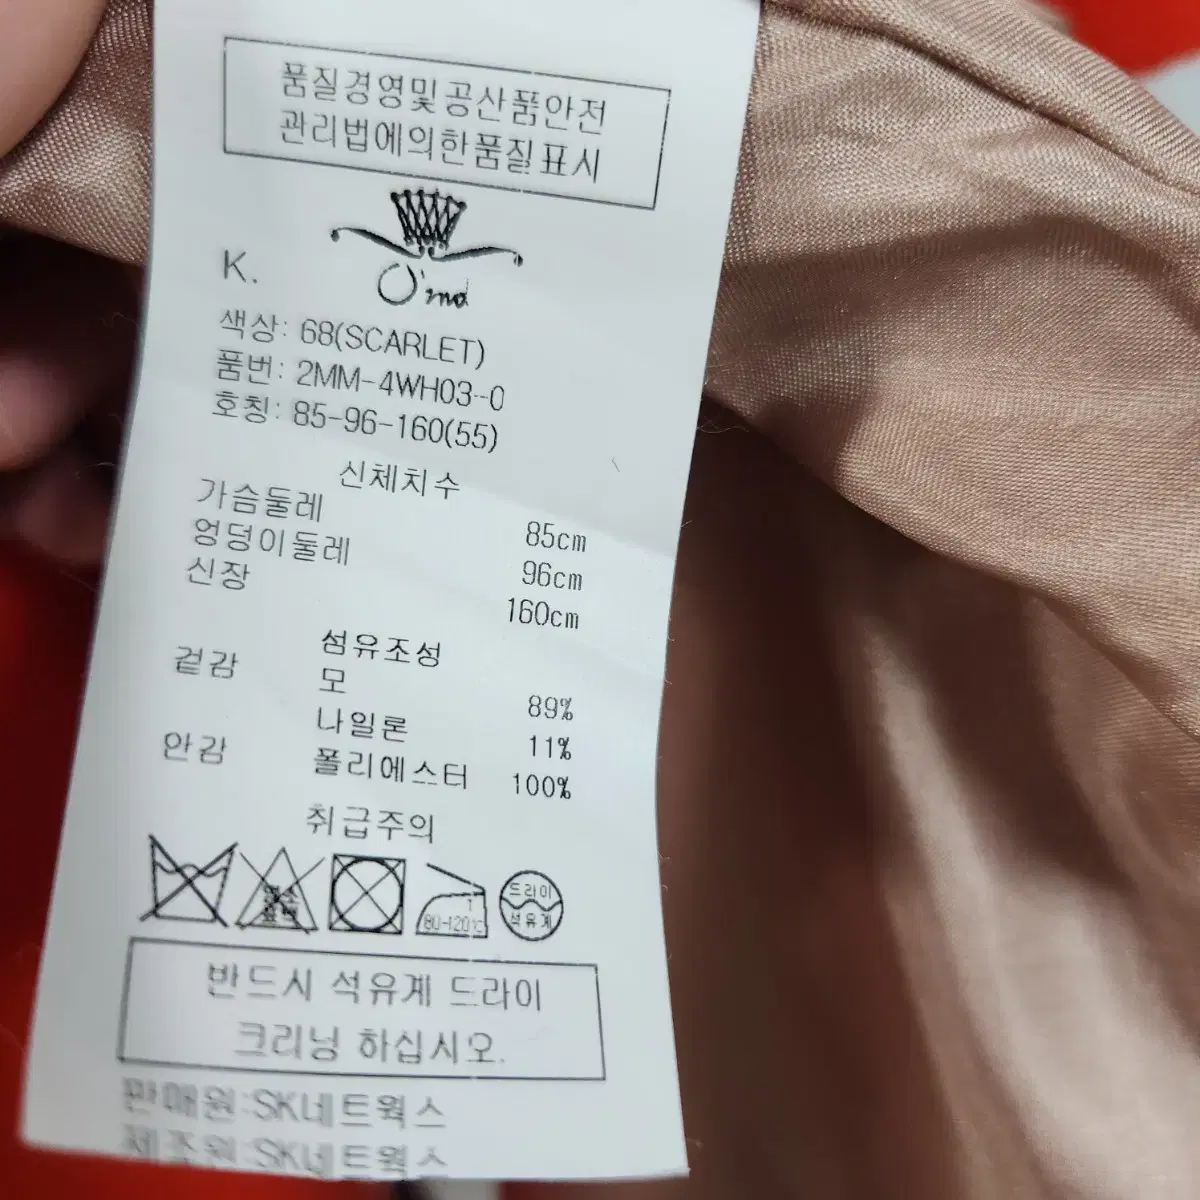 품질경영및공산품안전
관리법에의한품질표시
K.
O'2nd
색상: 68(SCARLET)
품번: 2MM-4WH03-0
호칭: 85-96-160(55)
신체치수
가슴둘레 85cm
엉덩이둘레 96cm
신장 160cm
섬유조성
겉감 모 89%
나일론 11%
안감 폴리에스터 100%
취급주의
염소
표백
1
80-120℃
드라이
석유계
반드시 석유계 드라이
크리닝 하십시오.
판매원:SK네트웍스
제조원:SK네트웍스